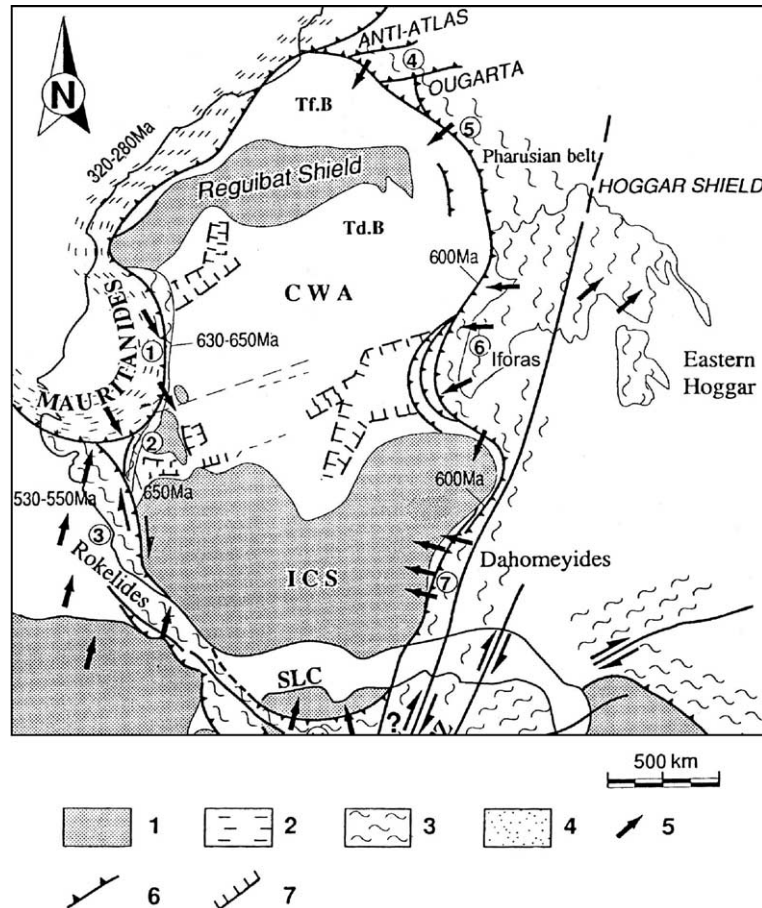 ANTI-ATLAS
4
OUGARTA
N
Tf.B
5
320-280Ma
Pharusian belt
Reguibat Shield
HOGGAR SHIELD
Td.B
600Ma
CWA
MAURITANIDES
1
630-650Ma
6
Iforas
Eastern
Hoggar
2
530-550Ma
650Ma
600Ma
3
Rokelides
ICS
7
Dahomeyides
SLC
?
500 km
1
2
3
4
5
6
7